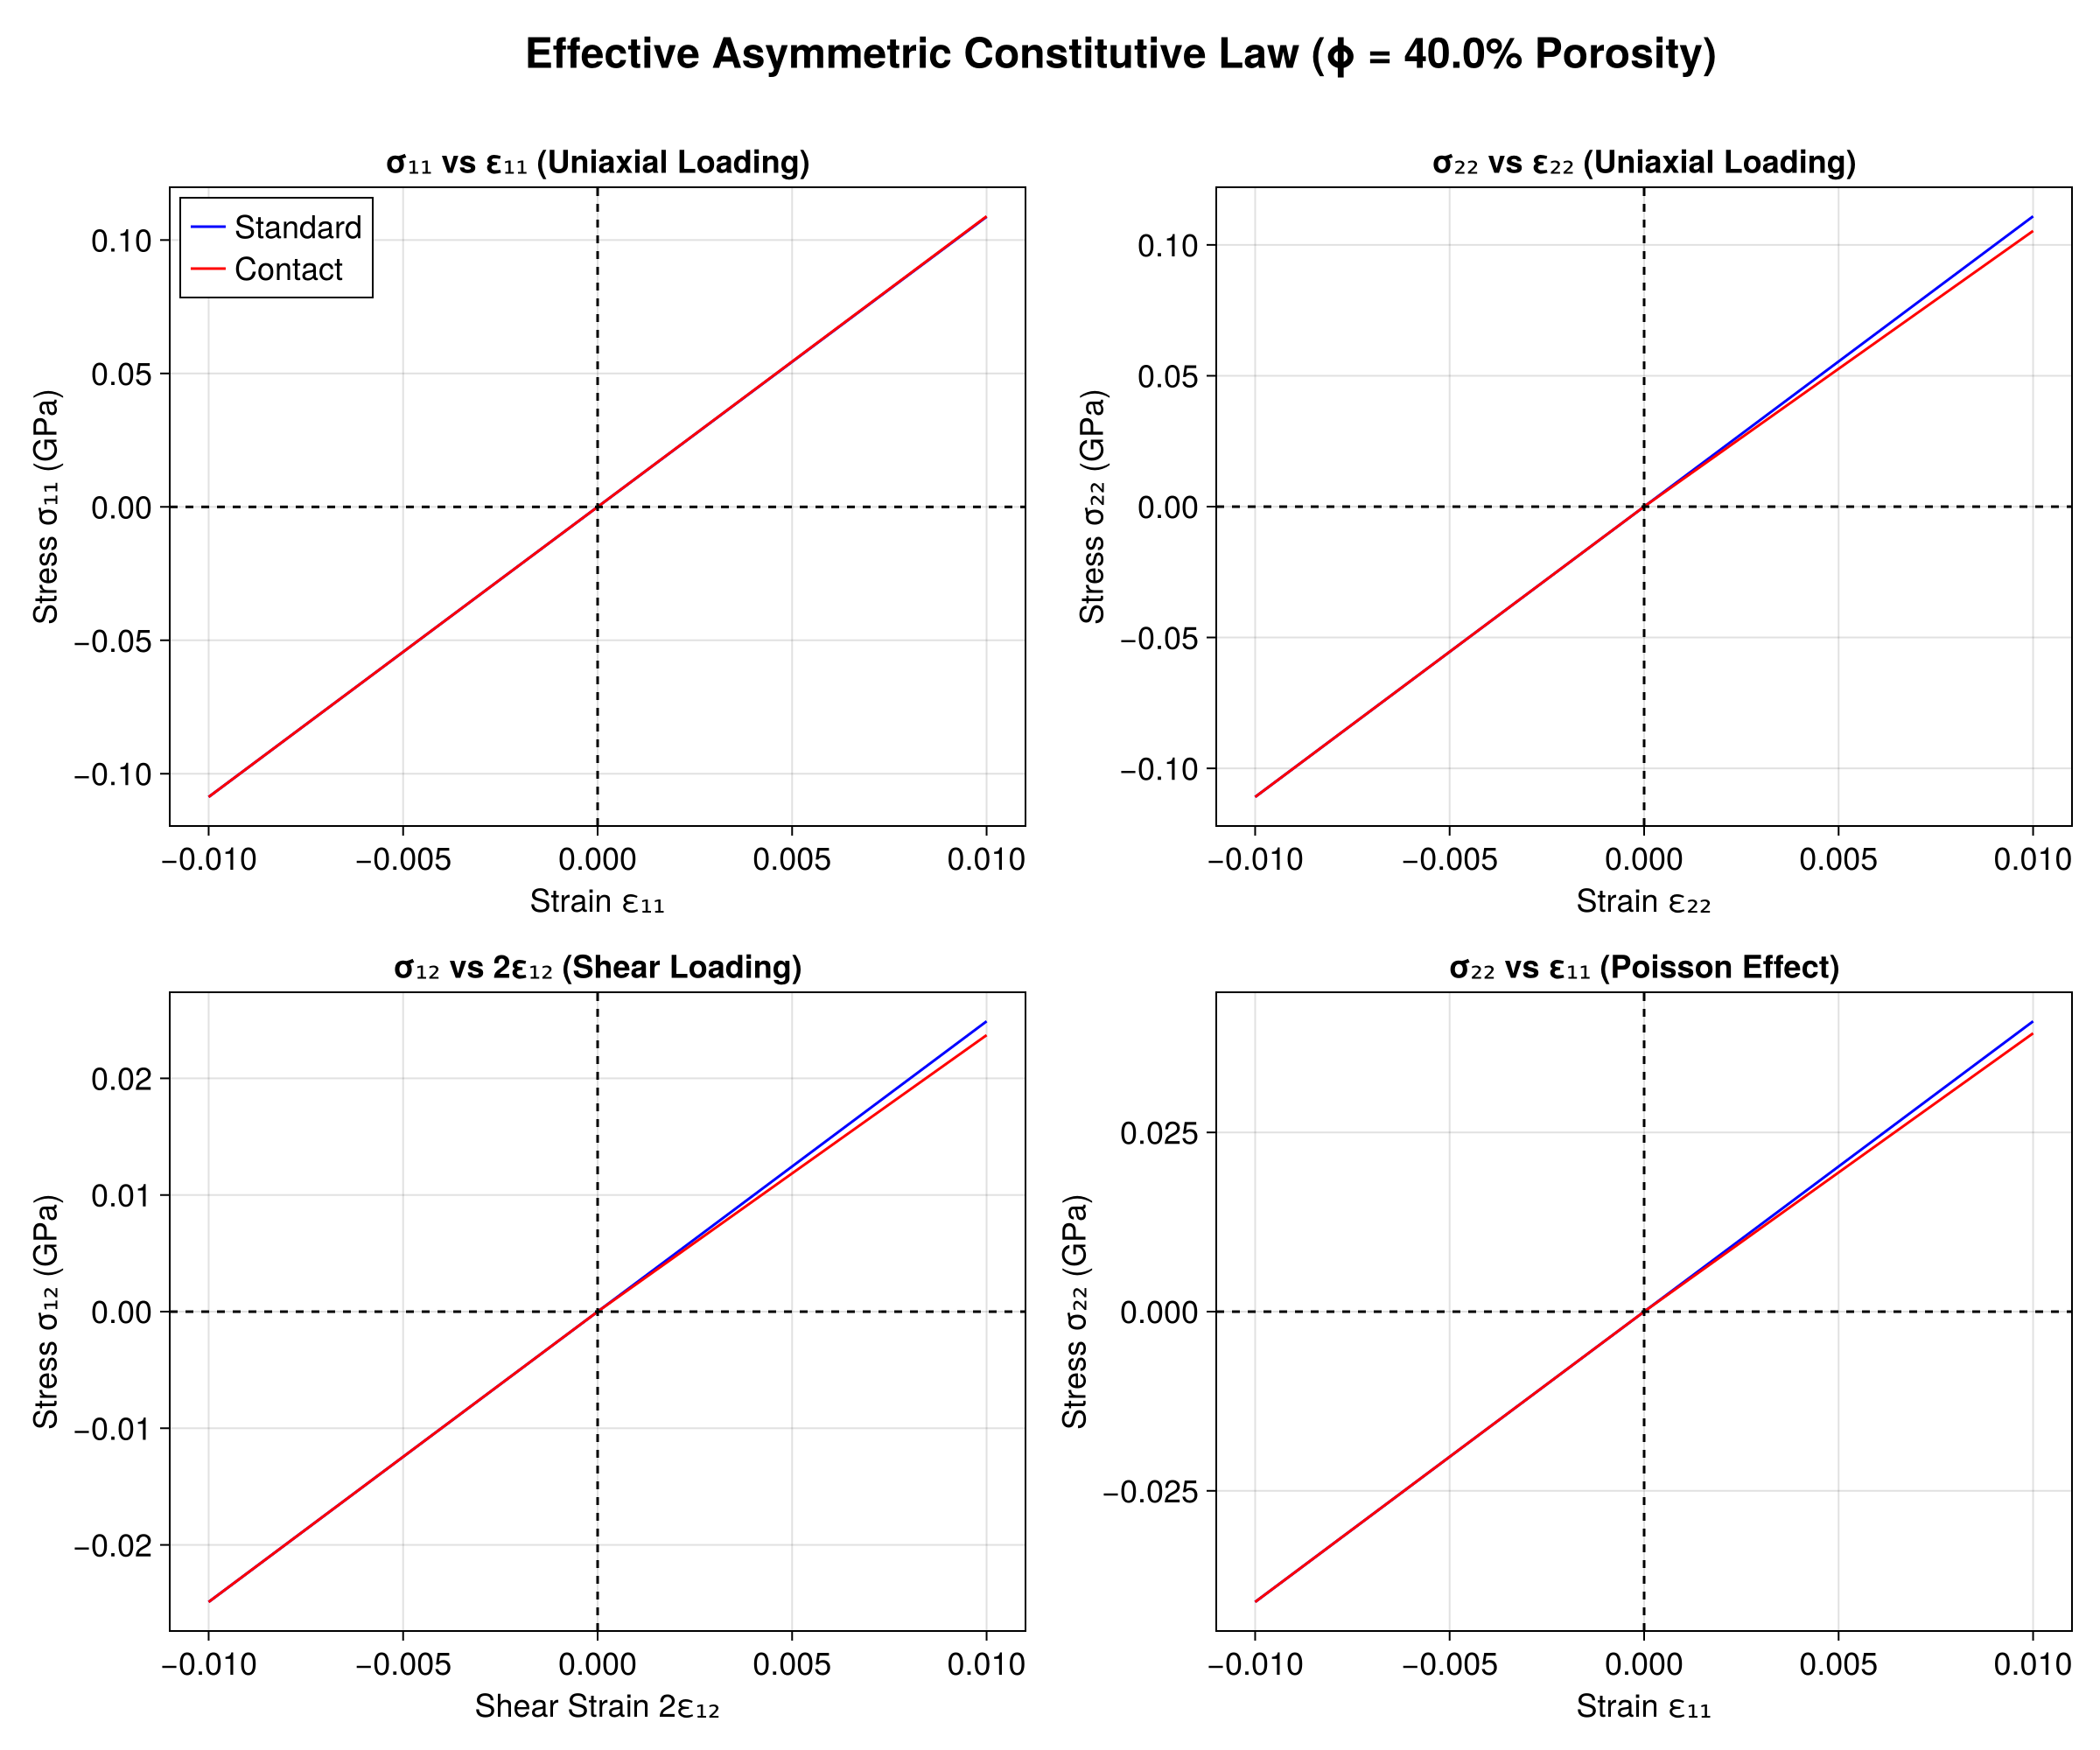 Effective Asymmetric Constitutive Law (ϕ = 40.0% Porosity)
σ₁₁ vs ε₁₁ (Uniaxial Loading)
Stress σ₁₁ (GPa)
0.10
0.05
0.00
−0.05
−0.10
Standard
Contact
−0.010 −0.005 0.000 0.005 0.010
Strain ε₁₁
σ₂₂ vs ε₂₂ (Uniaxial Loading)
Stress σ₂₂ (GPa)
0.10
0.05
0.00
−0.05
−0.10
−0.010 −0.005 0.000 0.005 0.010
Strain ε₂₂
σ₁₂ vs 2ε₁₂ (Shear Loading)
Stress σ₁₂ (GPa)
0.02
0.01
0.00
−0.01
−0.02
−0.010 −0.005 0.000 0.005 0.010
Shear Strain 2ε₁₂
σ₂₂ vs ε₁₁ (Poisson Effect)
Stress σ₂₂ (GPa)
0.025
0.000
−0.025
−0.010 −0.005 0.000 0.005 0.010
Strain ε₁₁